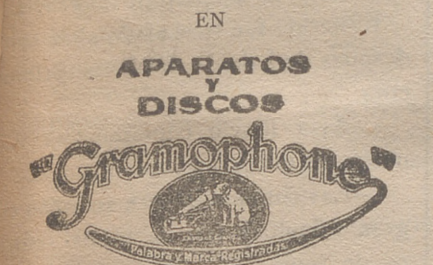 EN
APARATOS
Y
DISCOS
"Gramophone"
Palabra y Marca Registradas